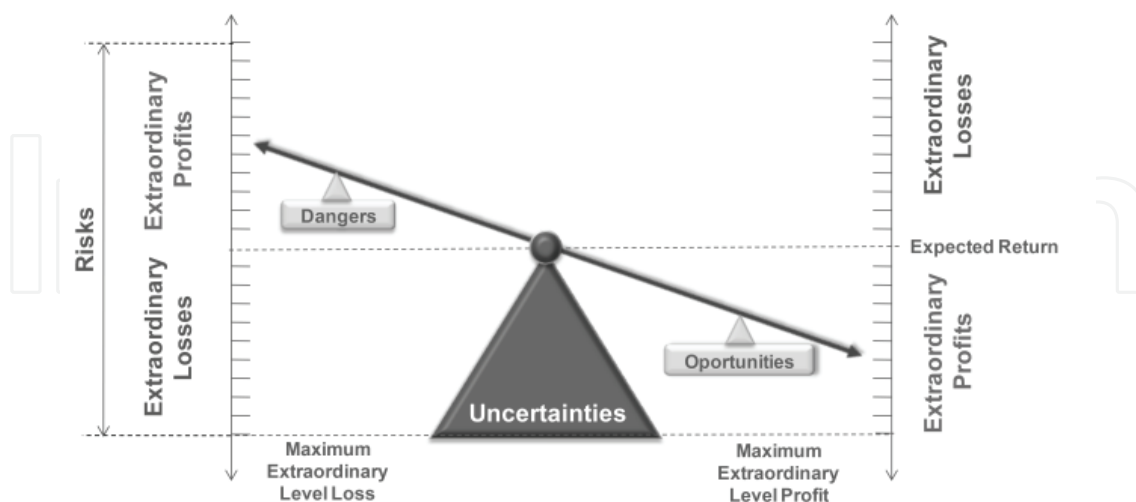 Risks
Extraordinary
Profits
Extraordinary
Losses
Dangers
Uncertainties
Oportunities
Extraordinary
Losses
Expected Return
Extraordinary
Profits
Maximum
Extraordinary
Level Loss
Maximum
Extraordinary
Level Profit